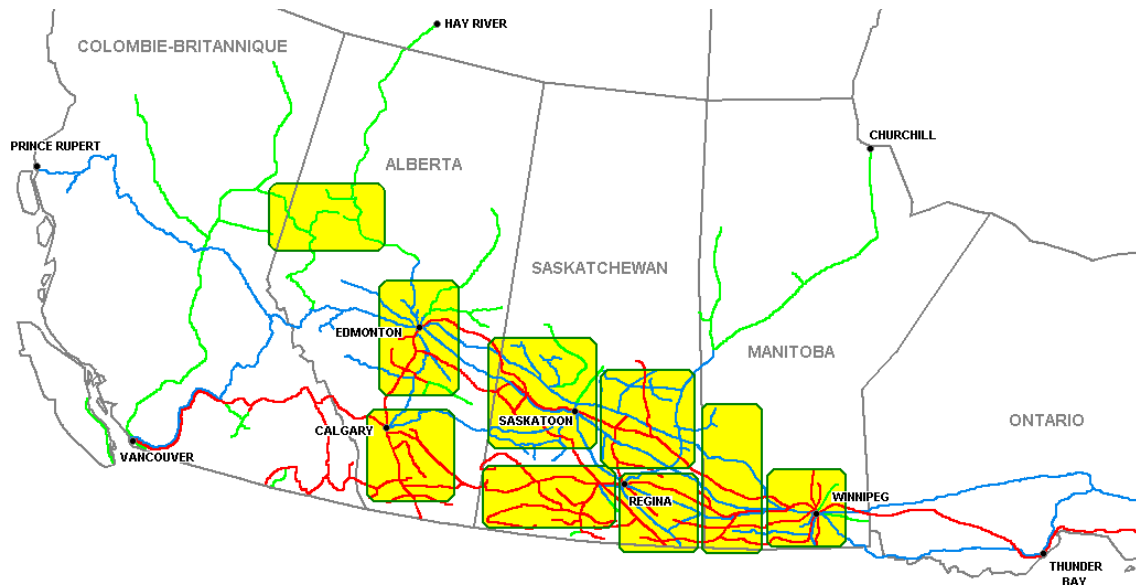 HAY RIVER
COLOMBIE-BRITANNIQUE
CHURCHILL
PRINCE RUPERT
ALBERTA
SASKATCHEWAN
EDMONTON
MANITOBA
SASKATOON
ONTARIO
CALGARY
VANCOUVER
REGINA
WINNIPEG
THUNDER
BAY